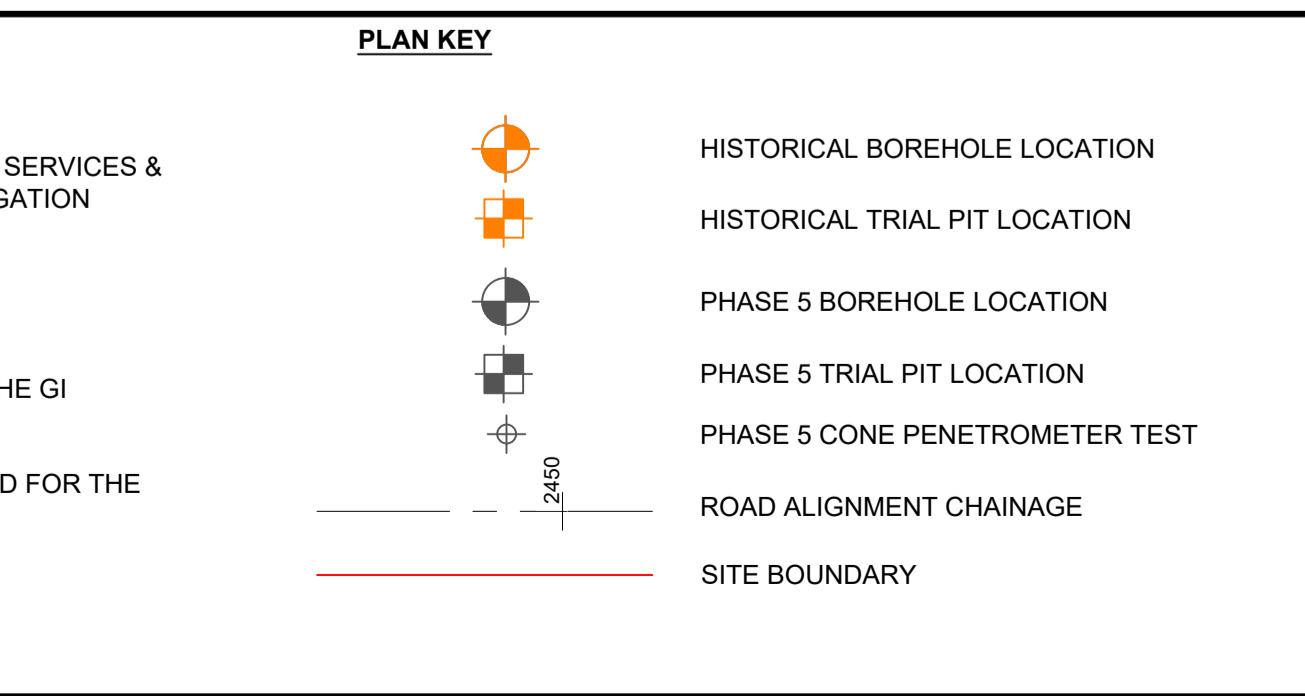 PLAN KEY
SERVICES &
GATION
HE GI
D FOR THE
HISTORICAL BOREHOLE LOCATION
HISTORICAL TRIAL PIT LOCATION
PHASE 5 BOREHOLE LOCATION
PHASE 5 TRIAL PIT LOCATION
PHASE 5 CONE PENETROMETER TEST
2450
ROAD ALIGNMENT CHAINAGE
SITE BOUNDARY